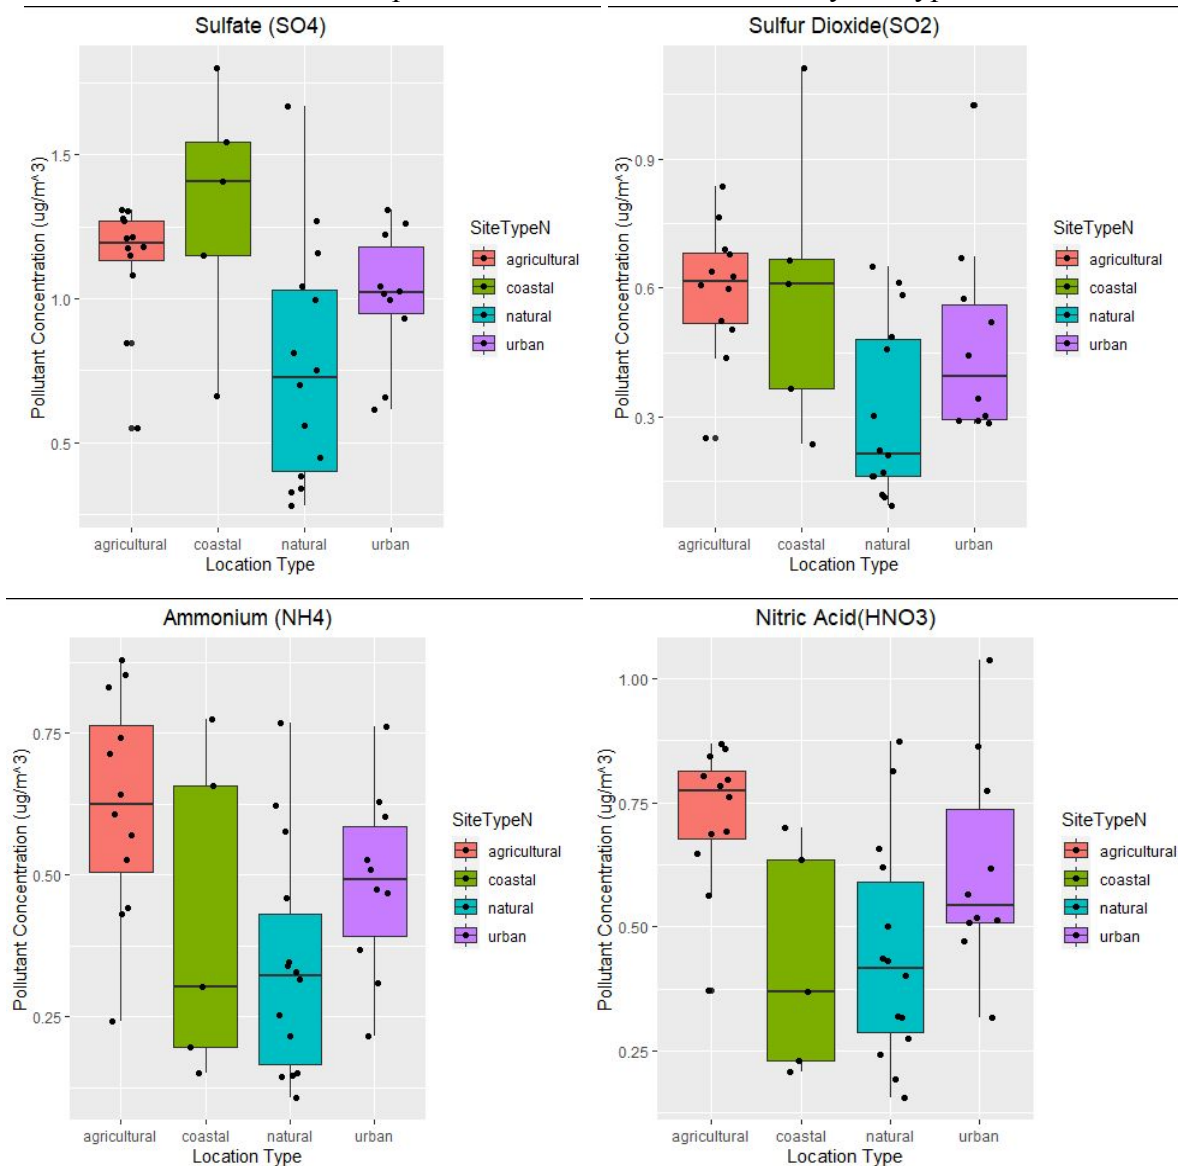 Sulfate (SO4)
Pollutant Concentration (ug/m^3)
1.5
1.0
0.5
agricultural coastal natural urban
Location Type
SiteTypeN
agricultural
coastal
natural
urban
Sulfur Dioxide(SO2)
Pollutant Concentration (ug/m^3)
0.9
0.6
0.3
agricultural coastal natural urban
Location Type
SiteTypeN
agricultural
coastal
natural
urban
Ammonium (NH4)
Pollutant Concentration (ug/m^3)
0.75
0.50
0.25
agricultural coastal natural urban
Location Type
SiteTypeN
agricultural
coastal
natural
urban
Nitric Acid(HNO3)
Pollutant Concentration (ug/m^3)
1.00
0.75
0.50
0.25
agricultural coastal natural urban
Location Type
SiteTypeN
agricultural
coastal
natural
urban